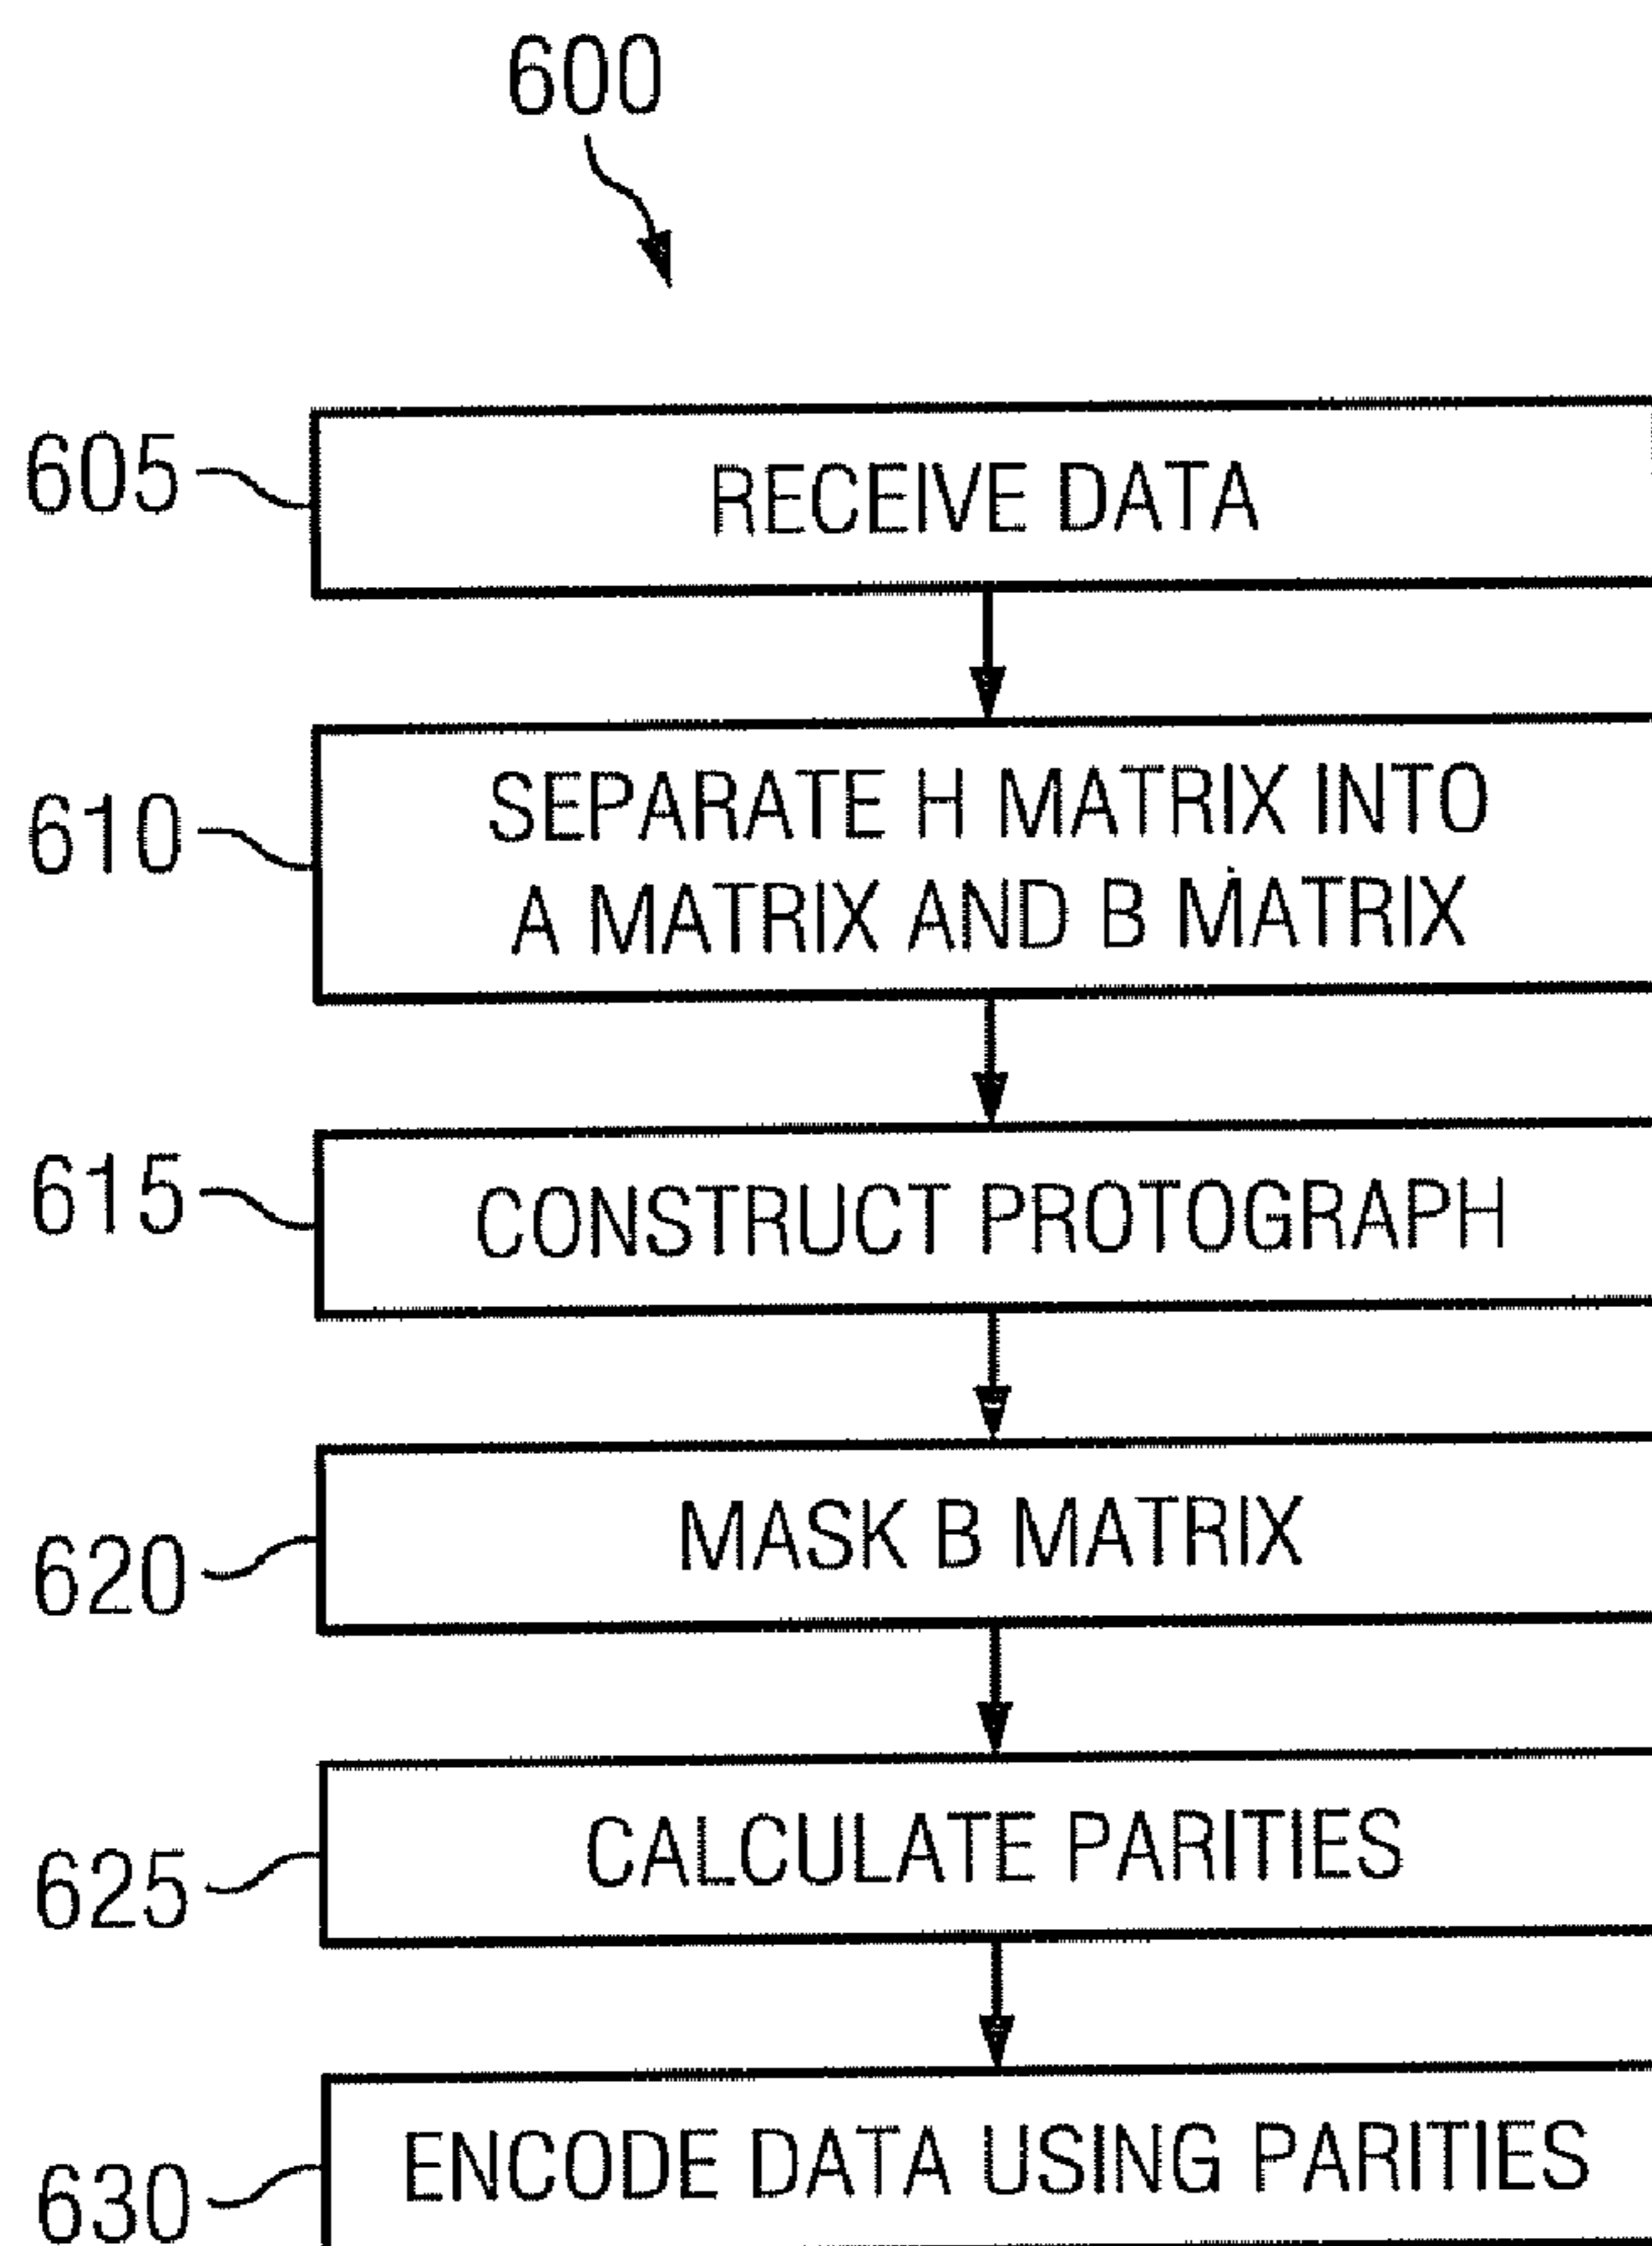 600
605
RECEIVE DATA
610
SEPARATE H MATRIX INTO
A MATRIX AND B MATRIX
615
CONSTRUCT PROTOGRAPH
620
MASK B MATRIX
625
CALCULATE PARITIES
630
ENCODE DATA USING PARITIES